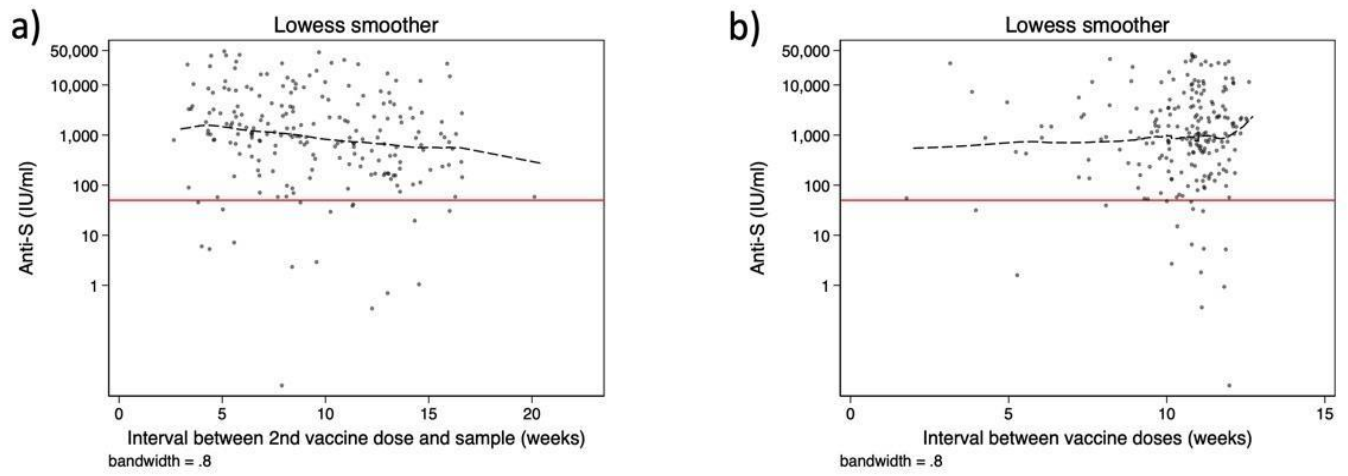 a)
Lowess smoother
Anti-S (IU/ml)
50,000
10,000
1,000
100
10
1
0 5 10 15 20
Interval between 2nd vaccine dose and sample (weeks)
bandwidth = .8
b)
Lowess smoother
Anti-S (IU/ml)
50,000
10,000
1,000
100
10
1
0 5 10 15
Interval between vaccine doses (weeks)
bandwidth = .8